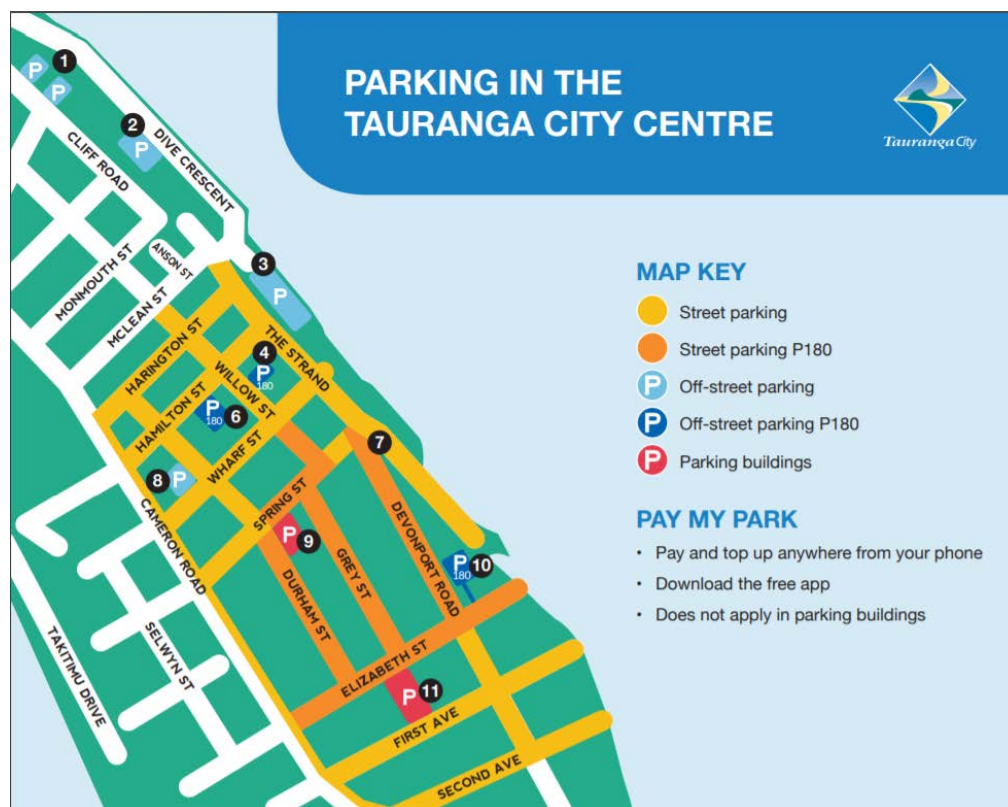 PARKING IN THE
TAURANGA CITY CENTRE
Tauranga City
1
P
P
2
P
DIVE CRESCENT
CLIFF ROAD
ANSON ST
MONMOUTH ST
MCLEAN ST
3
P
HARINGTON ST
THE STRAND
4
P
180
WILLOW ST
HAMILTON ST
P
180
6
WHARF ST
7
8
P
SPRING ST
CAMERON ROAD
P
9
GREY ST
DURHAM ST
DEVONPORT ROAD
P
180
10
ELIZABETH ST
P
11
FIRST AVE
SECOND AVE
SELWYN ST
TAKITIMU DRIVE
MAP KEY
Street parking
Street parking P180
P Off-street parking
P Off-street parking P180
P Parking buildings
PAY MY PARK
• Pay and top up anywhere from your phone
• Download the free app
• Does not apply in parking buildings